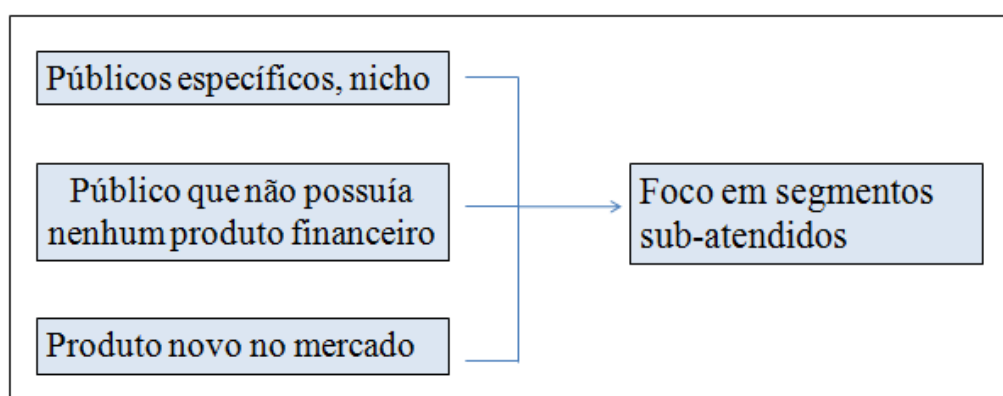 Públicos específicos, nicho
Público que não possuía
nenhum produto financeiro
Foco em segmentos
sub-atendidos
Produto novo no mercado